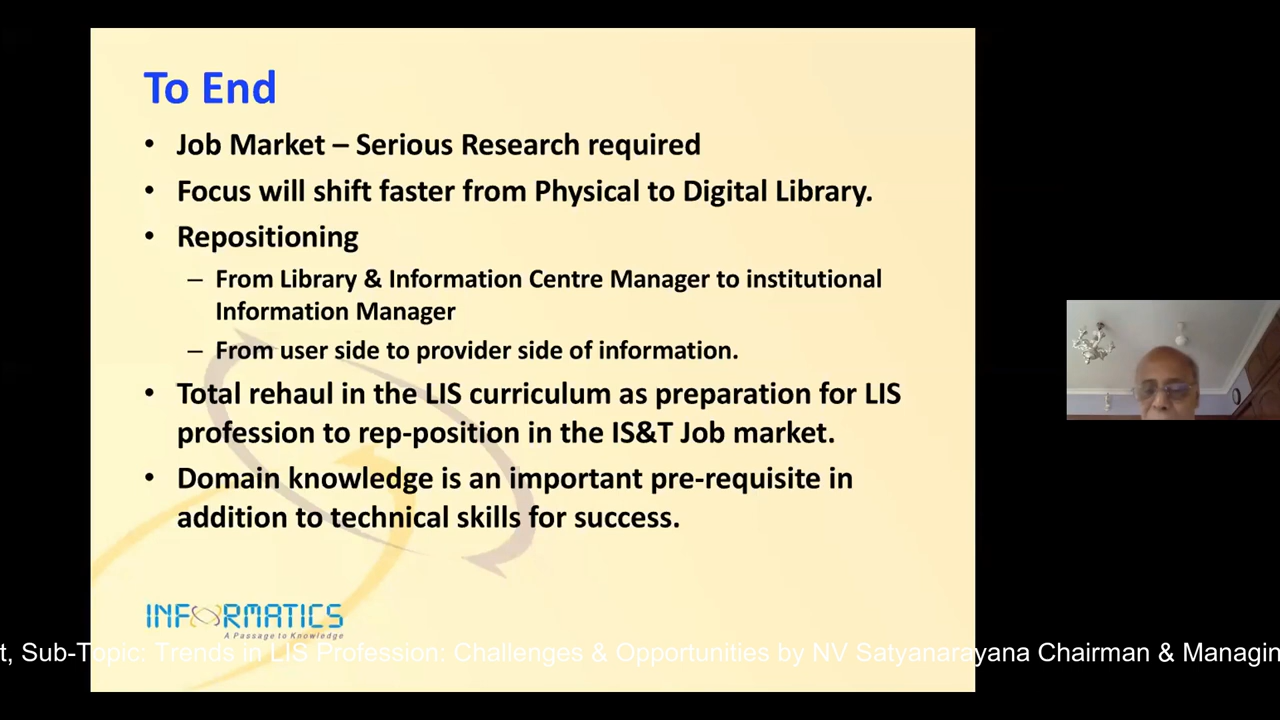 To End
• Job Market – Serious Research required
• Focus will shift faster from Physical to Digital Library.
• Repositioning
– From Library & Information Centre Manager to institutional
Information Manager
– From user side to provider side of information.
• Total rehaul in the LIS curriculum as preparation for LIS
profession to rep-position in the IS&T Job market.
• Domain knowledge is an important pre-requisite in
addition to technical skills for success.
INFORMATICS
A Passage to Knowledge
t, Sub-Topic: Trends in LIS Profession: Challenges & Opportunities by NV Satyanarayana Chairman & Managin